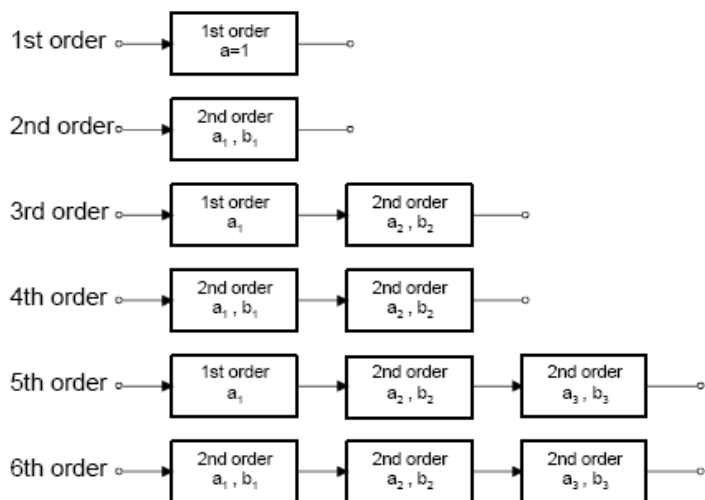 1st order
1st order
a=1
2nd order
2nd order
a₁ , b₁
3rd order
1st order
a₁
2nd order
a₂ , b₂
4th order
2nd order
a₁ , b₁
2nd order
a₂ , b₂
5th order
1st order
a₁
2nd order
a₂ , b₂
2nd order
a₃ , b₃
6th order
2nd order
a₁ , b₁
2nd order
a₂ , b₂
2nd order
a₃ , b₃